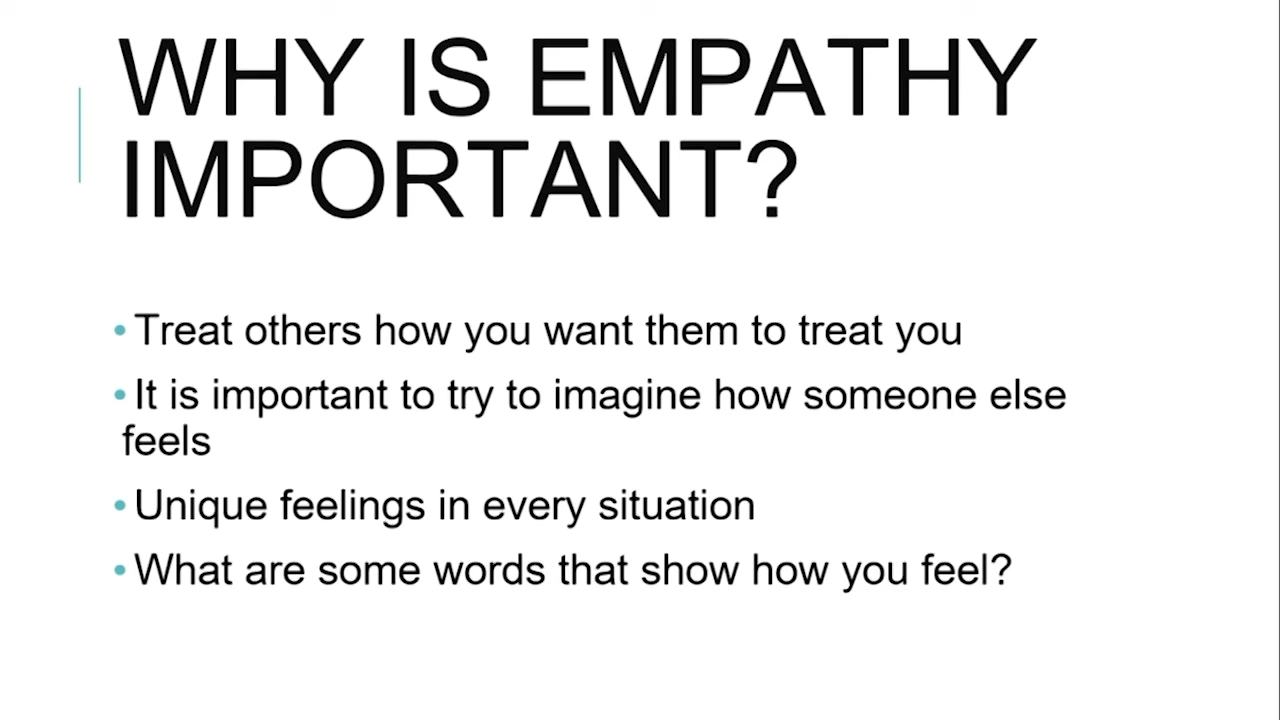 WHY IS EMPATHY
IMPORTANT?
• Treat others how you want them to treat you
• It is important to try to imagine how someone else
feels
• Unique feelings in every situation
• What are some words that show how you feel?